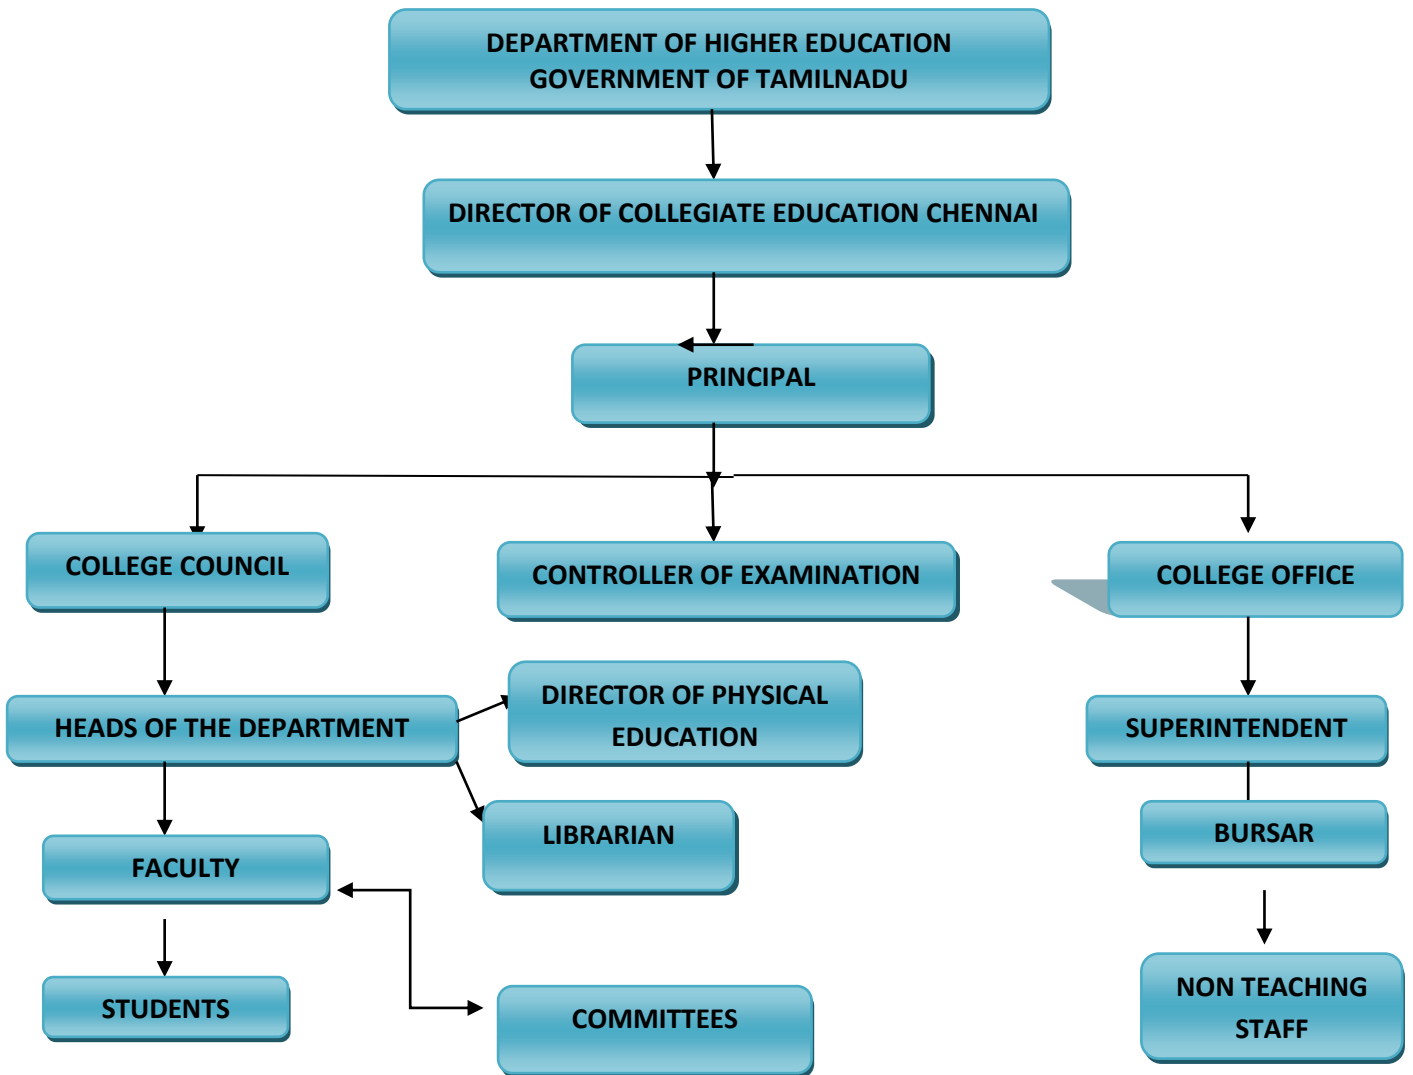 DEPARTMENT OF HIGHER EDUCATION
GOVERNMENT OF TAMILNADU
DIRECTOR OF COLLEGIATE EDUCATION CHENNAI
PRINCIPAL
COLLEGE COUNCIL
CONTROLLER OF EXAMINATION
COLLEGE OFFICE
HEADS OF THE DEPARTMENT
DIRECTOR OF PHYSICAL
EDUCATION
SUPERINTENDENT
LIBRARIAN
BURSAR
FACULTY
STUDENTS
COMMITTEES
NON TEACHING
STAFF